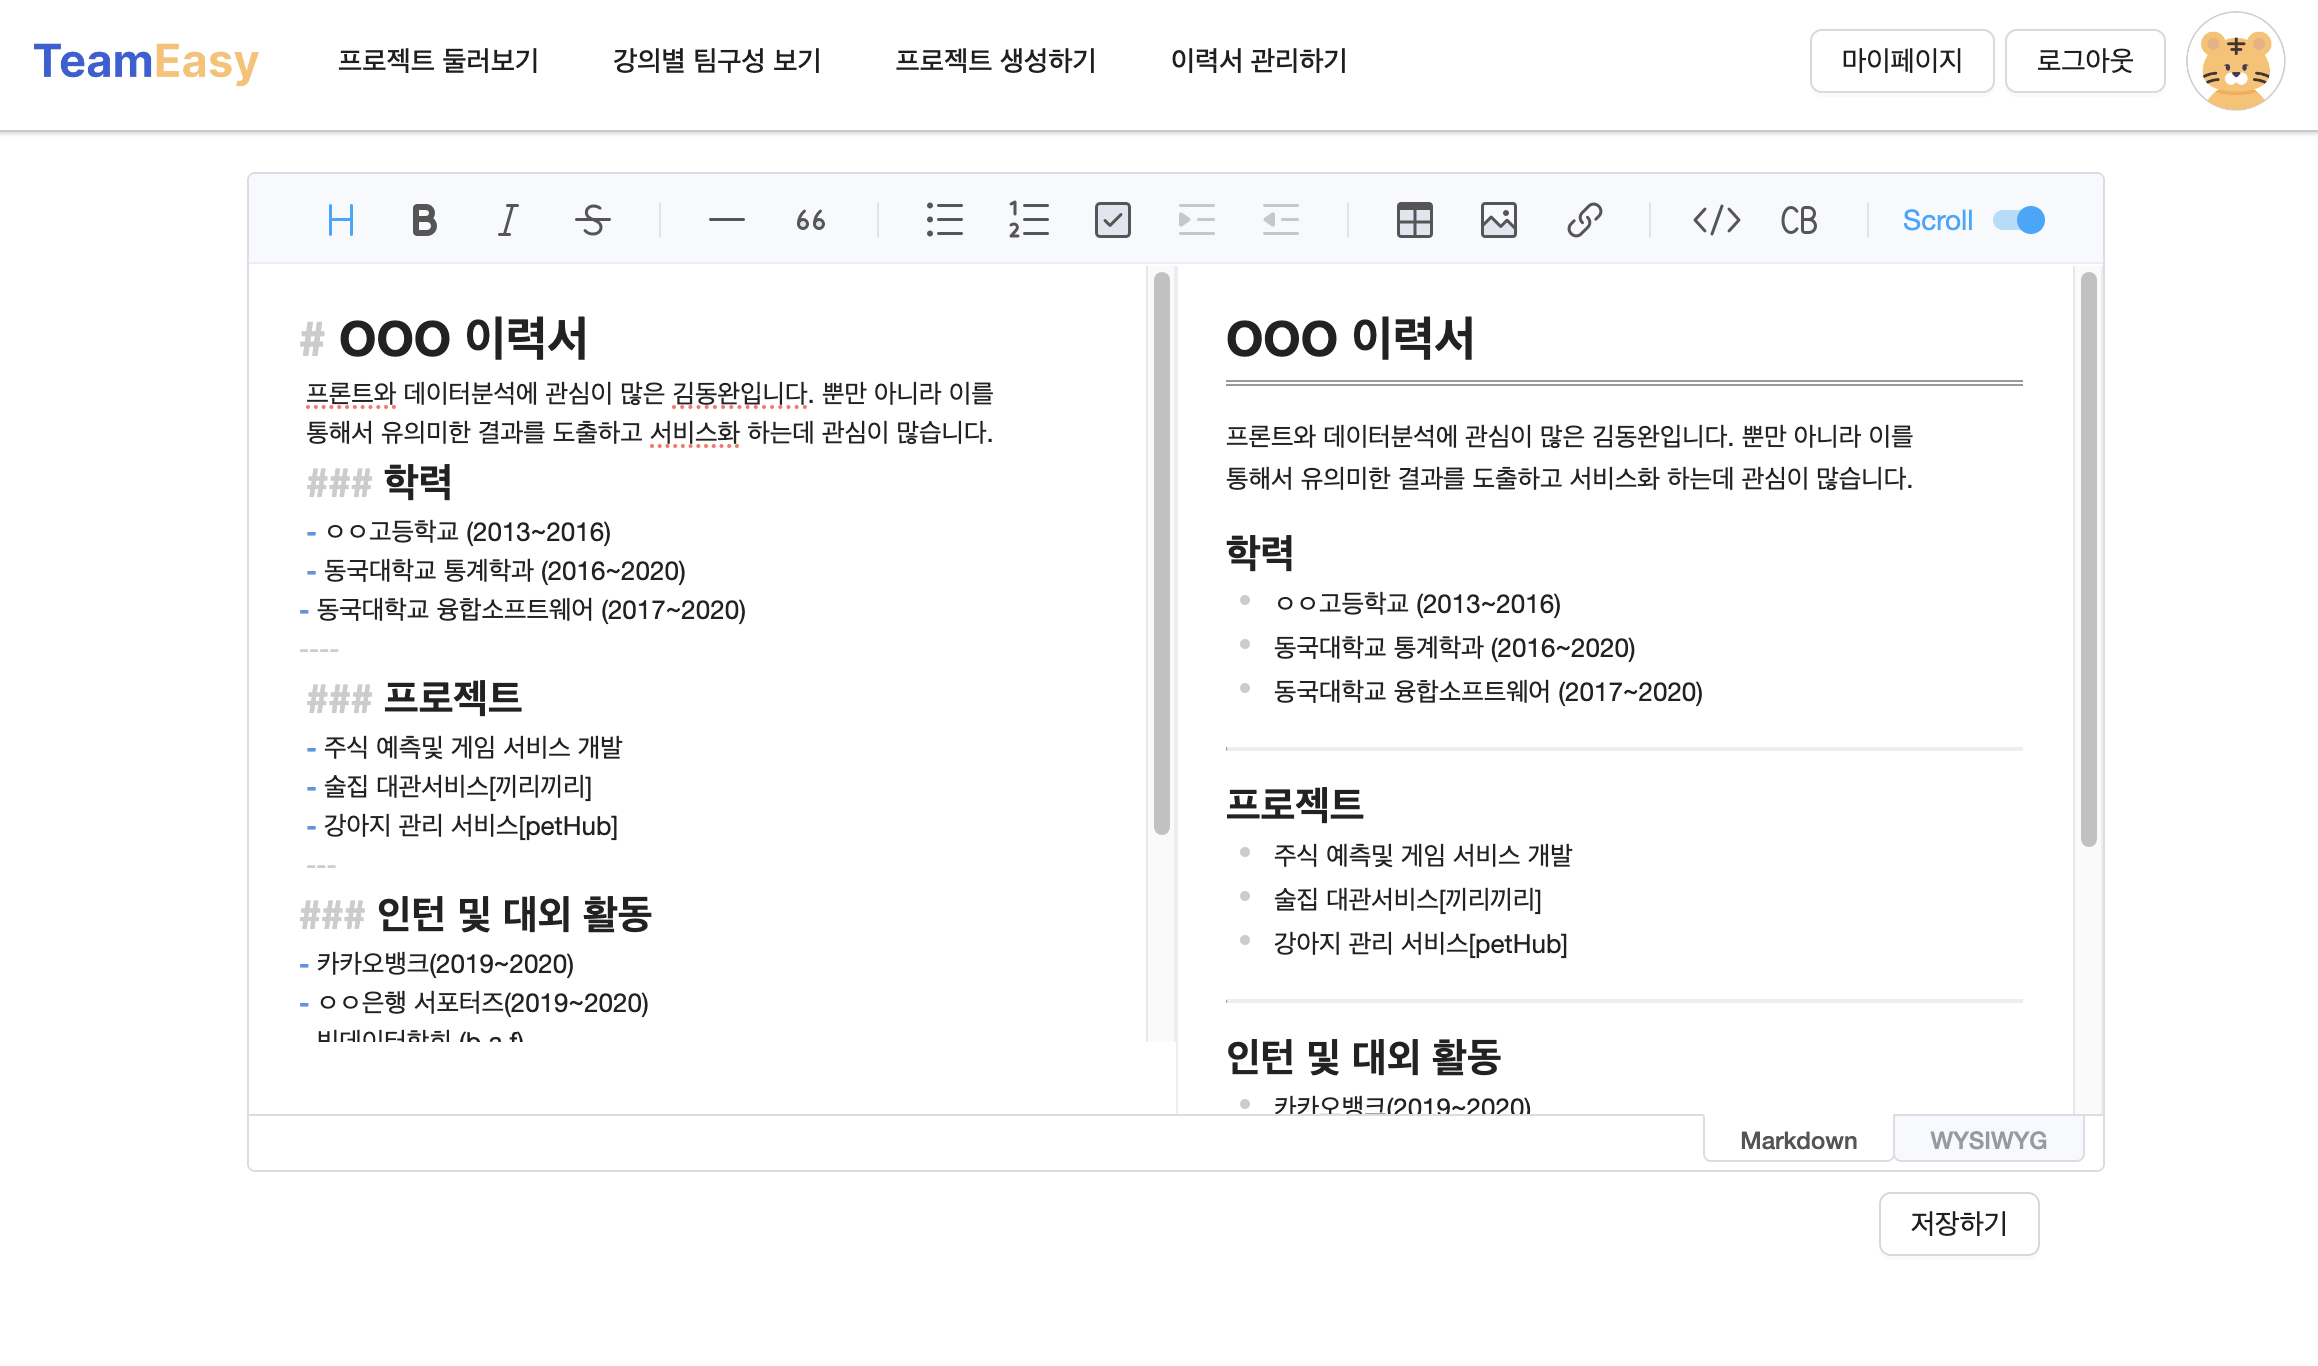 TeamEasy
프로젝트 둘러보기
강의별 팀구성 보기
프로젝트 생성하기
이력서 관리하기
마이페이지
로그아웃
H B I S — 66 </> CB Scroll
# OOO 이력서
프론트와 데이터분석에 관심이 많은 김동완입니다. 뿐만 아니라 이를
통해서 유의미한 결과를 도출하고 서비스화 하는데 관심이 많습니다.
### 학력
- ㅇㅇ고등학교 (2013~2016)
- 동국대학교 통계학과 (2016~2020)
- 동국대학교 융합소프트웨어 (2017~2020)
----
### 프로젝트
- 주식 예측및 게임 서비스 개발
- 술집 대관서비스[끼리끼리]
- 강아지 관리 서비스[petHub]
---
### 인턴 및 대외 활동
- 카카오뱅크(2019~2020)
- ㅇㅇ은행 서포터즈(2019~2020)
빅데이터학회 (b.a.f)
OOO 이력서
프론트와 데이터분석에 관심이 많은 김동완입니다. 뿐만 아니라 이를
통해서 유의미한 결과를 도출하고 서비스화 하는데 관심이 많습니다.
학력
ㅇㅇ고등학교 (2013~2016)
동국대학교 통계학과 (2016~2020)
동국대학교 융합소프트웨어 (2017~2020)
프로젝트
주식 예측및 게임 서비스 개발
술집 대관서비스[끼리끼리]
강아지 관리 서비스[petHub]
인턴 및 대외 활동
카카오뱅크(2019~2020)
Markdown
WYSIWYG
저장하기